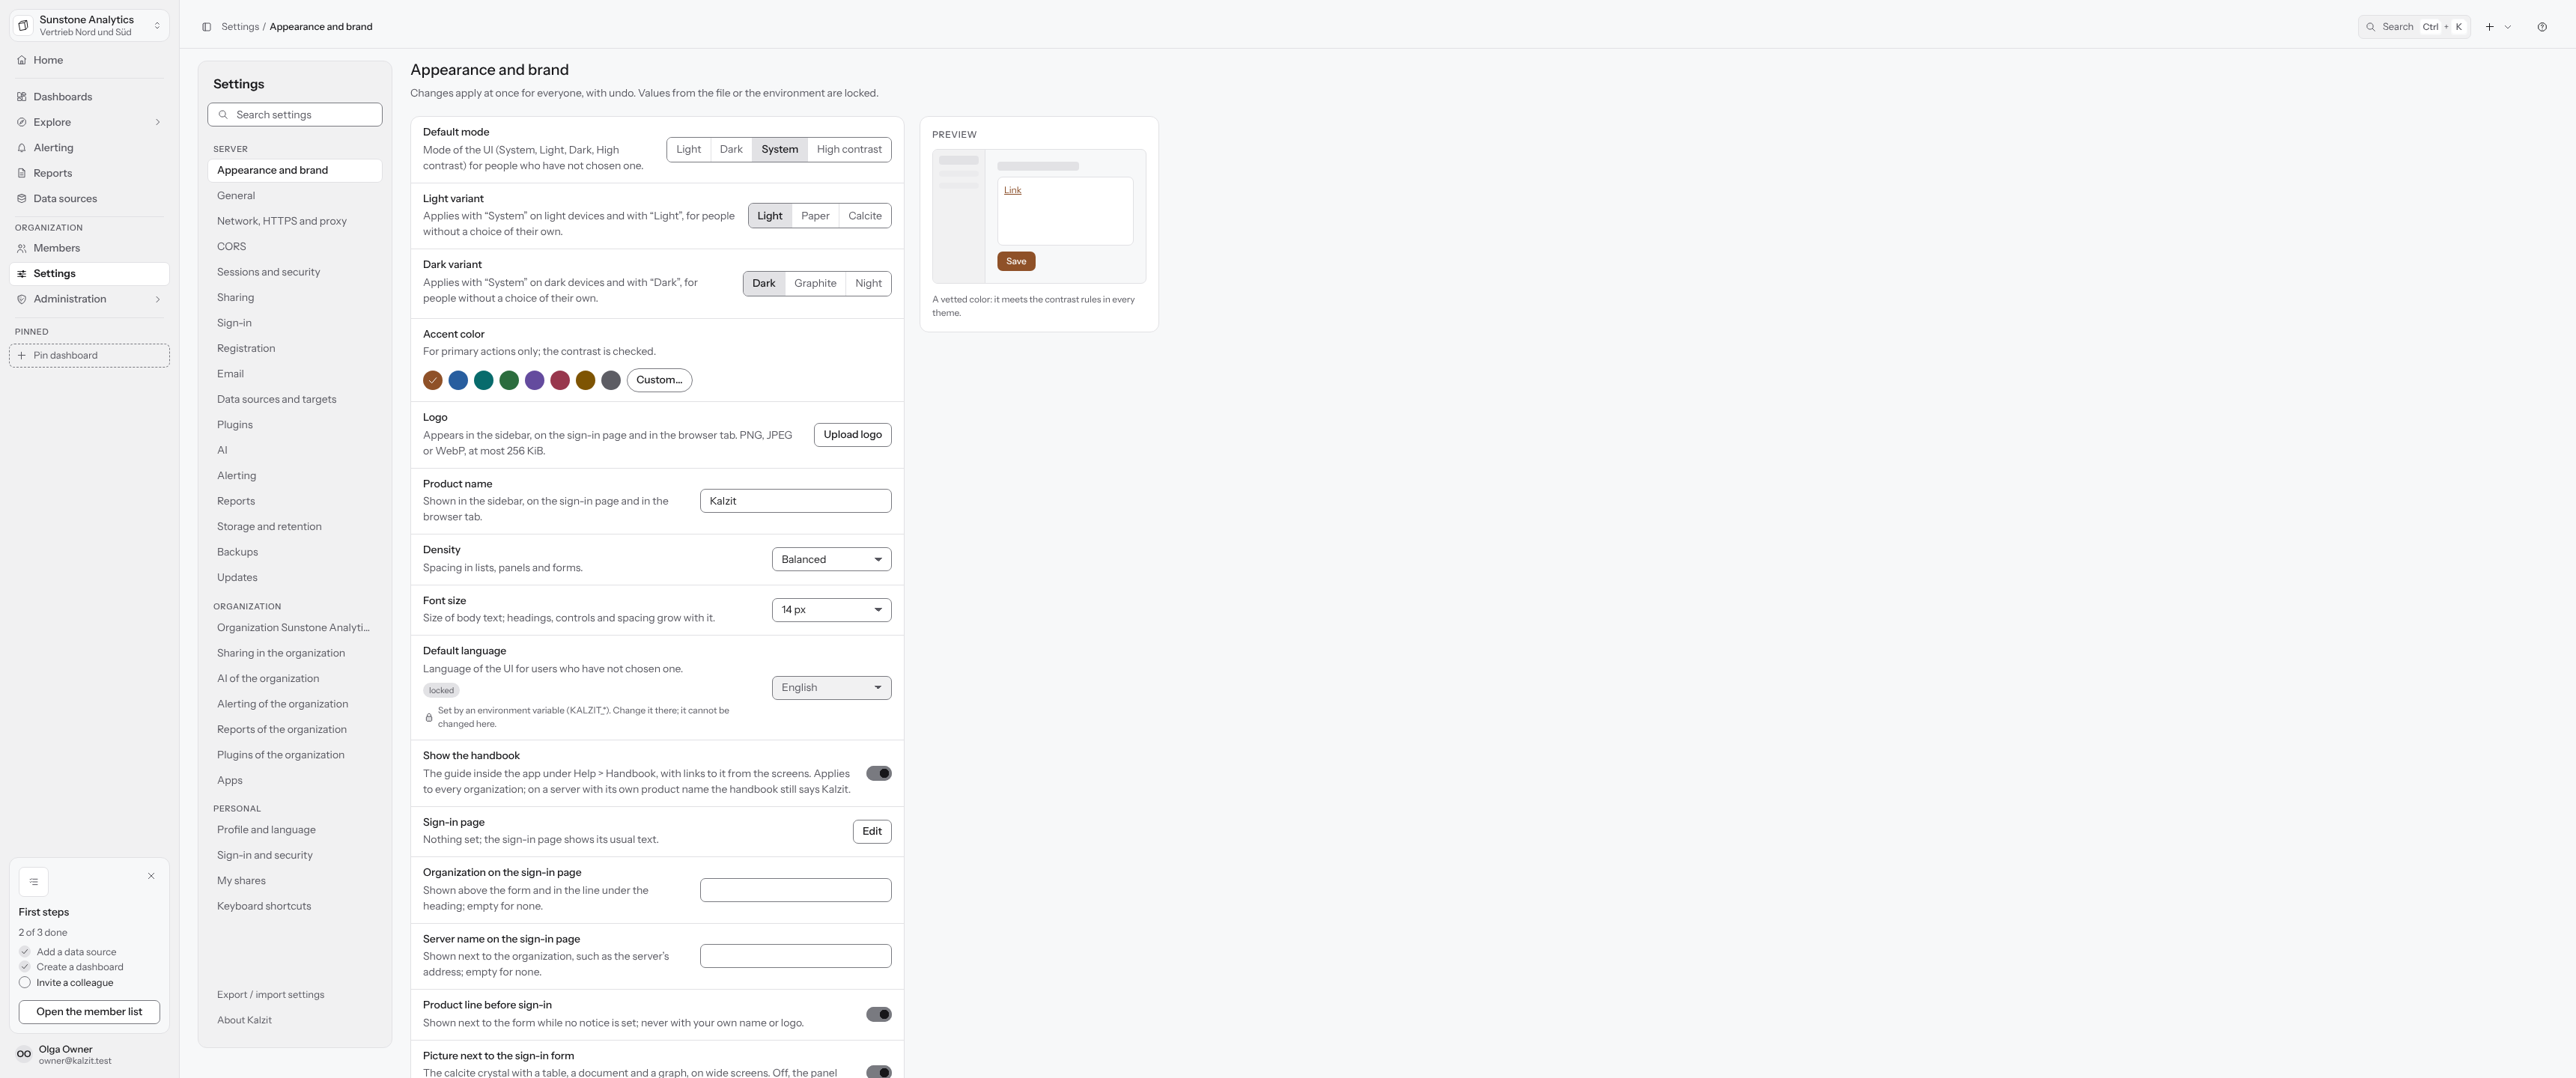 Sunstone Analytics
Vertrieb Nord und Süd
Home
Dashboards
Explore
Alerting
Reports
Data sources
ORGANIZATION
Members
Settings
Administration
PINNED
Pin dashboard
First steps
2 of 3 done
Add a data source
Create a dashboard
Invite a colleague
Open the member list
OO
Olga Owner
owner@kalzit.test
Settings / Appearance and brand
Search Ctrl + K
Settings
Search settings
SERVER
Appearance and brand
General
Network, HTTPS and proxy
CORS
Sessions and security
Sharing
Sign-in
Registration
Email
Data sources and targets
Plugins
AI
Alerting
Reports
Storage and retention
Backups
Updates
ORGANIZATION
Organization Sunstone Analyti...
Sharing in the organization
AI of the organization
Alerting of the organization
Reports of the organization
Plugins of the organization
Apps
PERSONAL
Profile and language
Sign-in and security
My shares
Keyboard shortcuts
Export / import settings
About Kalzit
Appearance and brand
Changes apply at once for everyone, with undo. Values from the file or the environment are locked.
Default mode
Mode of the UI (System, Light, Dark, High
contrast) for people who have not chosen one.
Light Dark System High contrast
Light variant
Applies with “System” on light devices and with “Light”, for people
without a choice of their own.
Light Paper Calcite
Dark variant
Applies with “System” on dark devices and with “Dark”, for
people without a choice of their own.
Dark Graphite Night
Accent color
For primary actions only; the contrast is checked.
Custom...
Logo
Appears in the sidebar, on the sign-in page and in the browser tab. PNG, JPEG
or WebP, at most 256 KiB.
Upload logo
Product name
Shown in the sidebar, on the sign-in page and in the
browser tab.
Kalzit
Density
Spacing in lists, panels and forms.
Balanced
Font size
Size of body text; headings, controls and spacing grow with it.
14 px
Default language
Language of the UI for users who have not chosen one.
locked
Set by an environment variable (KALZIT_*). Change it there; it cannot be
changed here.
English
Show the handbook
The guide inside the app under Help > Handbook, with links to it from the screens. Applies
to every organization; on a server with its own product name the handbook still says Kalzit.
Sign-in page
Nothing set; the sign-in page shows its usual text.
Edit
Organization on the sign-in page
Shown above the form and in the line under the
heading; empty for none.
Server name on the sign-in page
Shown next to the organization, such as the server's
address; empty for none.
Product line before sign-in
Shown next to the form while no notice is set; never with your own name or logo.
Picture next to the sign-in form
The calcite crystal with a table, a document and a graph, on wide screens. Off, the panel
PREVIEW
Link
Save
A vetted color: it meets the contrast rules in every
theme.